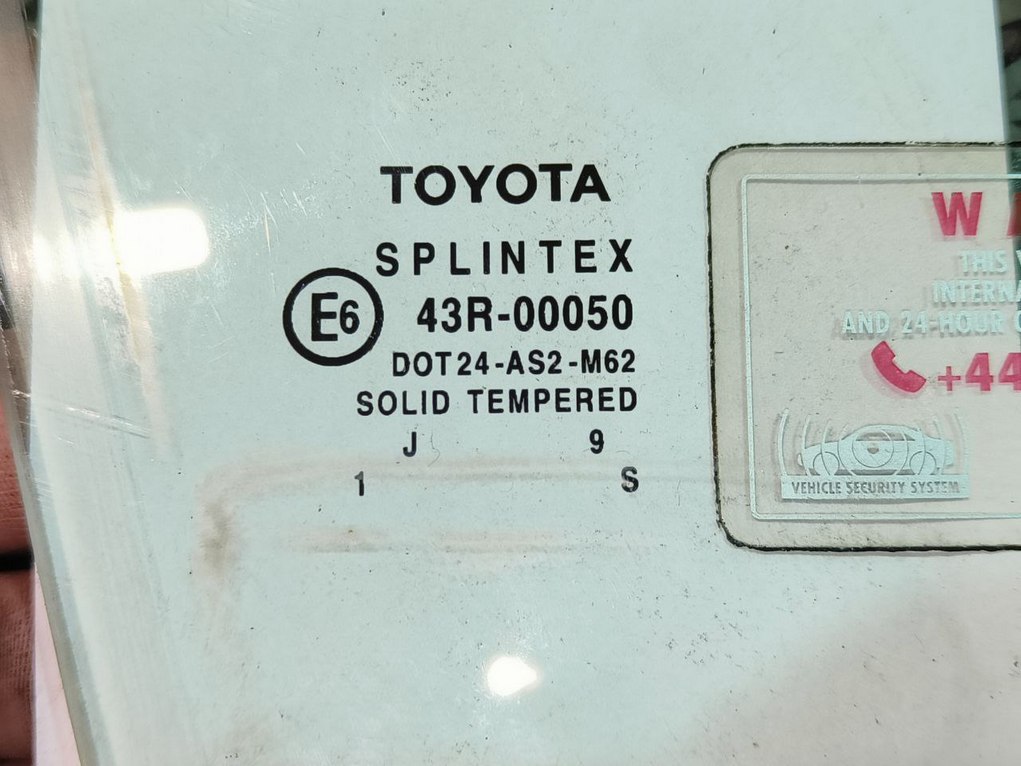 TOYOTA
SPLINTEX
E6 43R-00050
DOT24-AS2-M62
SOLID TEMPERED
J 9
1 S
W
THIS
AND 24-HOUR
+44
VEHICLE SECURITY SYSTEM